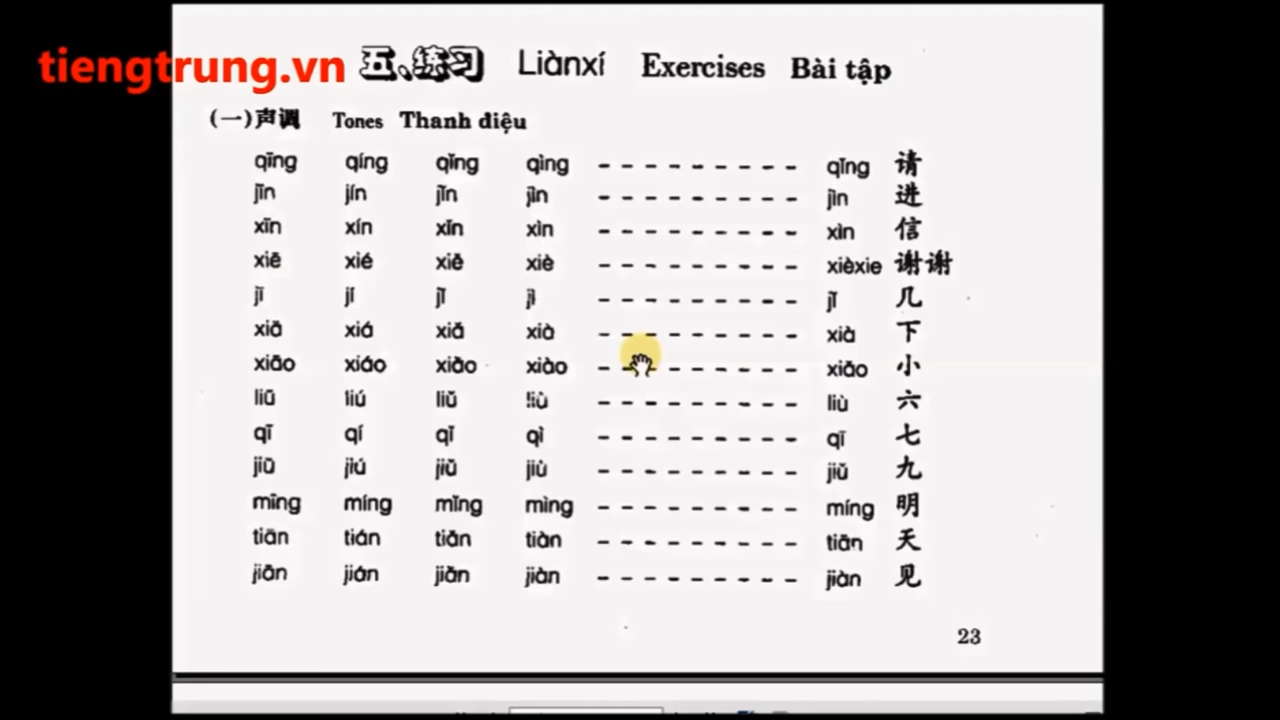 tiengtrung.vn
五、练习 Liànxí Exercises Bài tập
(一)声调 Tones Thanh điệu
qīng qíng qǐng qìng - - - - - - - - - qǐng 请
jīn jín jǐn jìn - - - - - - - - - jìn 进
xīn xín xǐn xìn - - - - - - - - - xìn 信
xiē xié xiě xiè - - - - - - - - - xièxie 谢谢
jī jí jǐ jì - - - - - - - - - jǐ 几
xiā xiá xiǎ xià - - - - - - - - - xià 下
xiāo xiáo xiǎo xiào - - - - - - - - - xiǎo 小
liū liú liǔ liù - - - - - - - - - liù 六
qī qí qǐ qì - - - - - - - - - qī 七
jiū jiú jiǔ jiù - - - - - - - - - jiǔ 九
mīng míng mǐng mìng - - - - - - - - - míng 明
tiān tián tiǎn tiàn - - - - - - - - - tiān 天
jiān jián jiǎn jiàn - - - - - - - - - jiàn 见
23